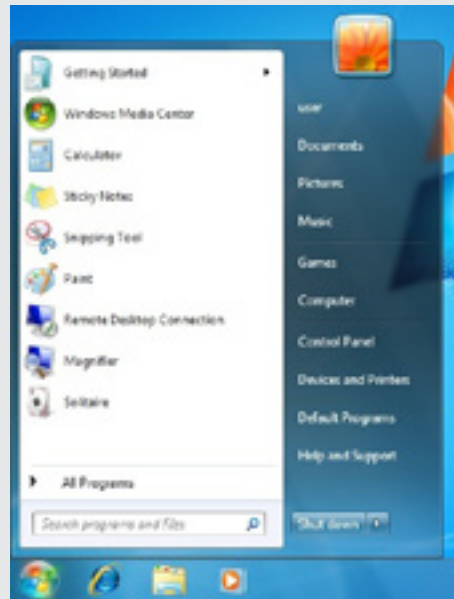 Getting Started
Windows Media Center
Calculator
Sticky Notes
Snipping Tool
Paint
Remote Desktop Connection
Magnifier
Solitaire
All Programs
Search programs and files
user
Documents
Pictures
Music
Games
Computer
Control Panel
Devices and Printers
Default Programs
Help and Support
Shut down